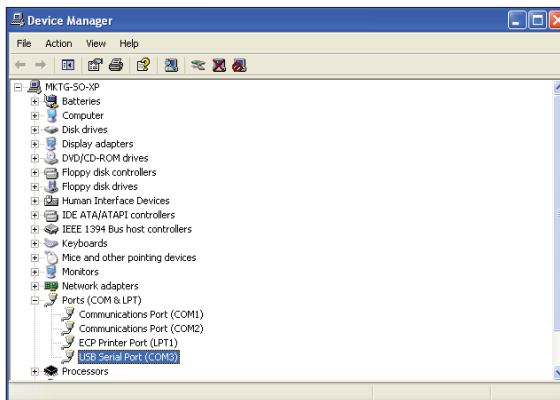 Device Manager
File Action View Help
MKTG-SO-XP
Batteries
Computer
Disk drives
Display adapters
DVD/CD-ROM drives
Floppy disk controllers
Floppy disk drives
Human Interface Devices
IDE ATA/ATAPI controllers
IEEE 1394 Bus host controllers
Keyboards
Mice and other pointing devices
Monitors
Network adapters
Ports (COM & LPT)
Communications Port (COM1)
Communications Port (COM2)
ECP Printer Port (LPT1)
USB Serial Port (COM3)
Processors